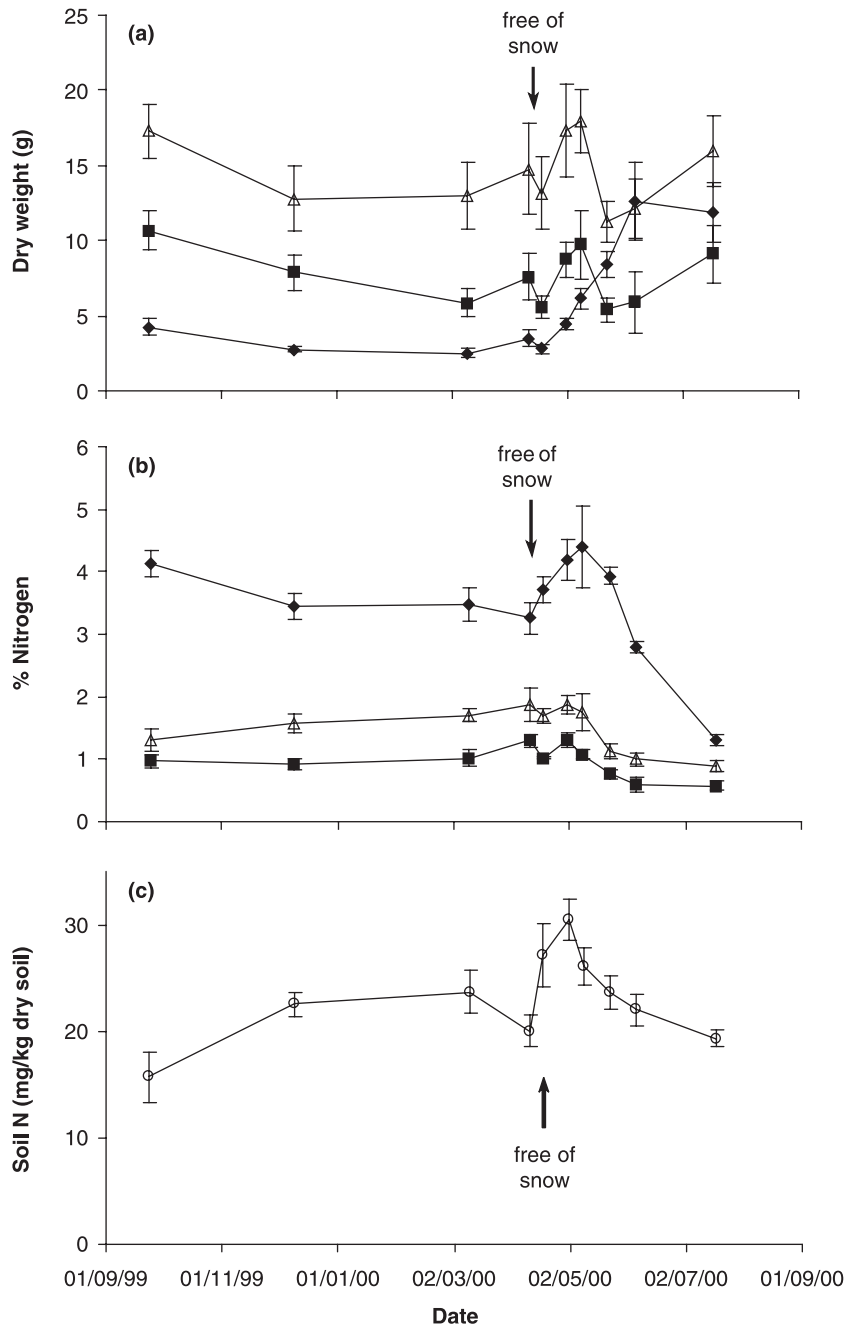 25
20
15
10
5
0
Dry weight (g)
(a)
free of
snow
6
5
4
3
2
1
0
% Nitrogen
(b)
free of
snow
30
20
10
0
Soil N (mg/kg dry soil)
(c)
free of
snow
01/09/99 01/11/99 01/01/00 02/03/00 02/05/00 02/07/00 01/09/00
Date